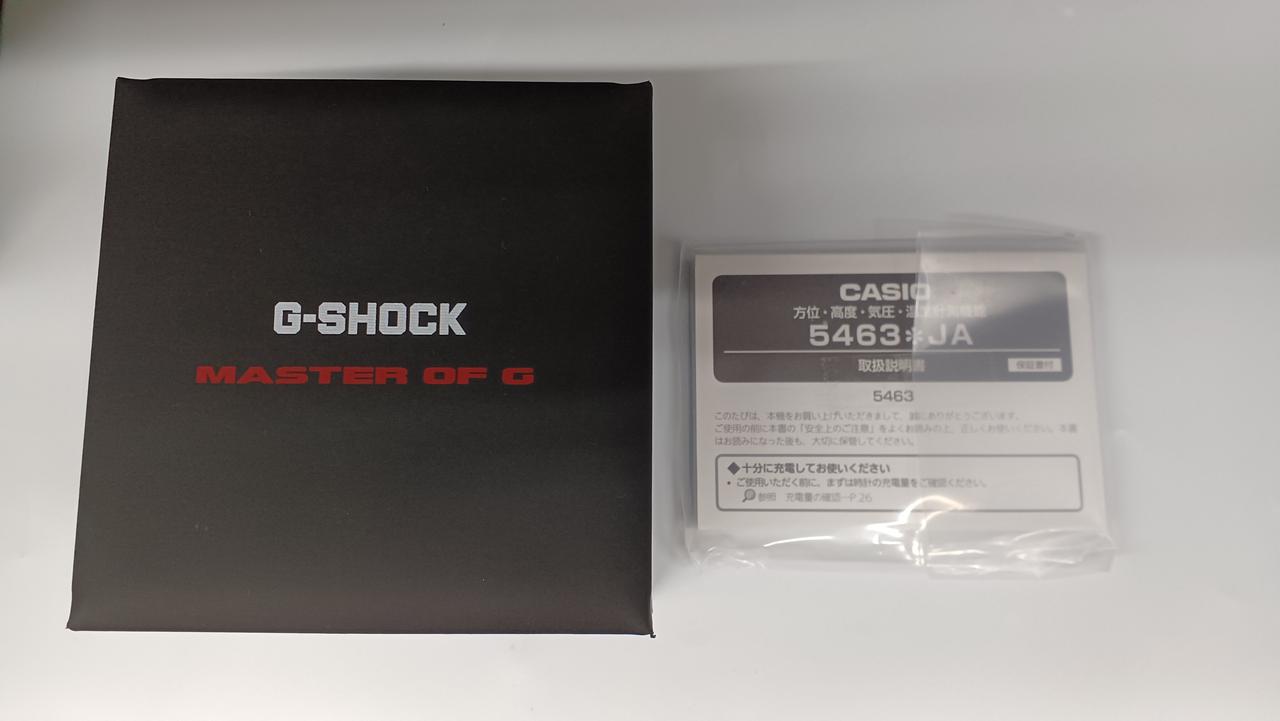 G-SHOCK
MASTER OF G
CASIO
方位・高度・気圧・温度計測機能
5463✽JA
取扱説明書
保証書付
5463
このたびは、本機をお買い上げいただきまして、誠にありがとうございます。
ご使用の前に本書の「安全上のご注意」をよくお読みの上、正しくお使いください。本書
はお読みになった後も、大切に保管してください。
◆十分に充電してお使いください
• ご使用いただく前に、まずは時計の充電量をご確認ください。
参照 充電量の確認…P.26